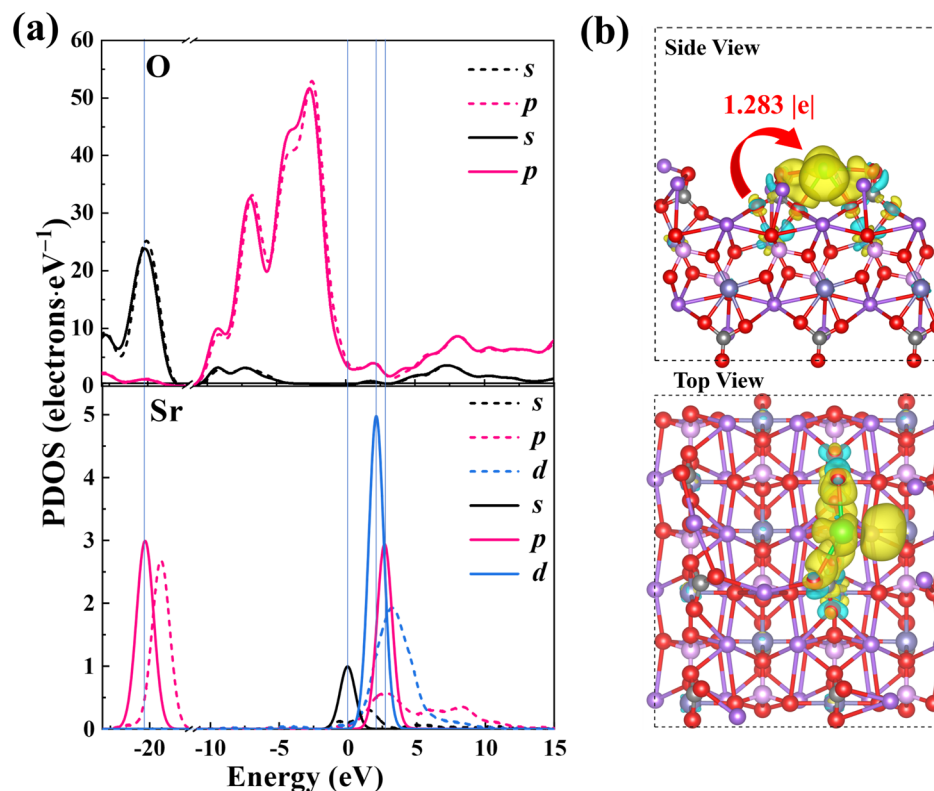 (a)
60
50
40
30
20
10
0
O
s
p
s
p
5
4
3
2
1
0
Sr
s
p
d
s
p
d
-20 -10 -5 0 5 10 15
PDOS (electrons·eV⁻¹)
Energy (eV)
(b)
Side View
1.283 |e|
Top View